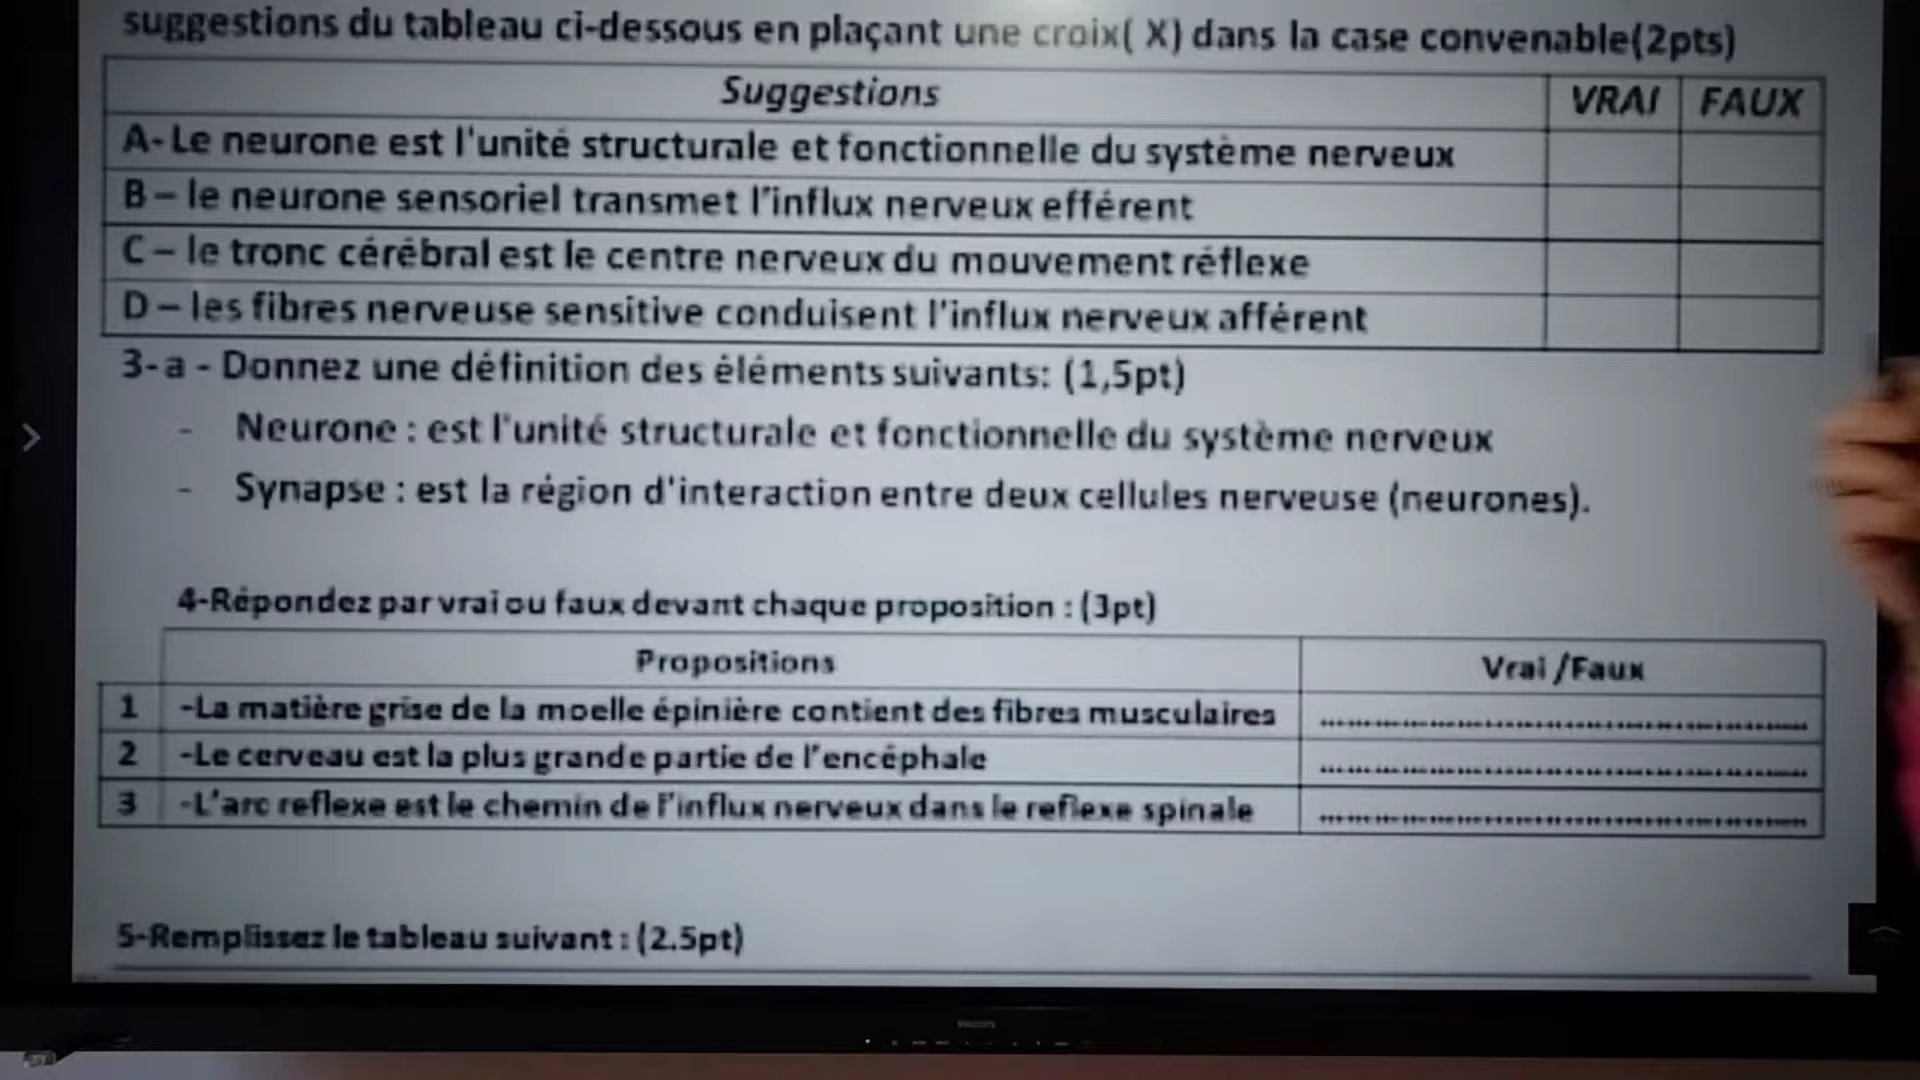 suggestions du tableau ci-dessous en plaçant une croix( X) dans la case convenable(2pts)
Suggestions VRAI FAUX
A- Le neurone est l'unité structurale et fonctionnelle du système nerveux
B – le neurone sensoriel transmet l'influx nerveux efférent
C – le tronc cérébral est le centre nerveux du mouvement réflexe
D – les fibres nerveuse sensitive conduisent l'influx nerveux afférent
3- a - Donnez une définition des éléments suivants: (1,5pt)
- Neurone : est l'unité structurale et fonctionnelle du système nerveux
- Synapse : est la région d'interaction entre deux cellules nerveuse (neurones).
4-Répondez par vrai ou faux devant chaque proposition : (3pt)
Propositions Vrai /Faux
1 -La matière grise de la moelle épinière contient des fibres musculaires ..........
2 -Le cerveau est la plus grande partie de l'encéphale ..........
3 -L'arc reflexe est le chemin de l'influx nerveux dans le reflexe spinale ..........
5-Remplissez le tableau suivant : (2.5pt)
PHILIPS